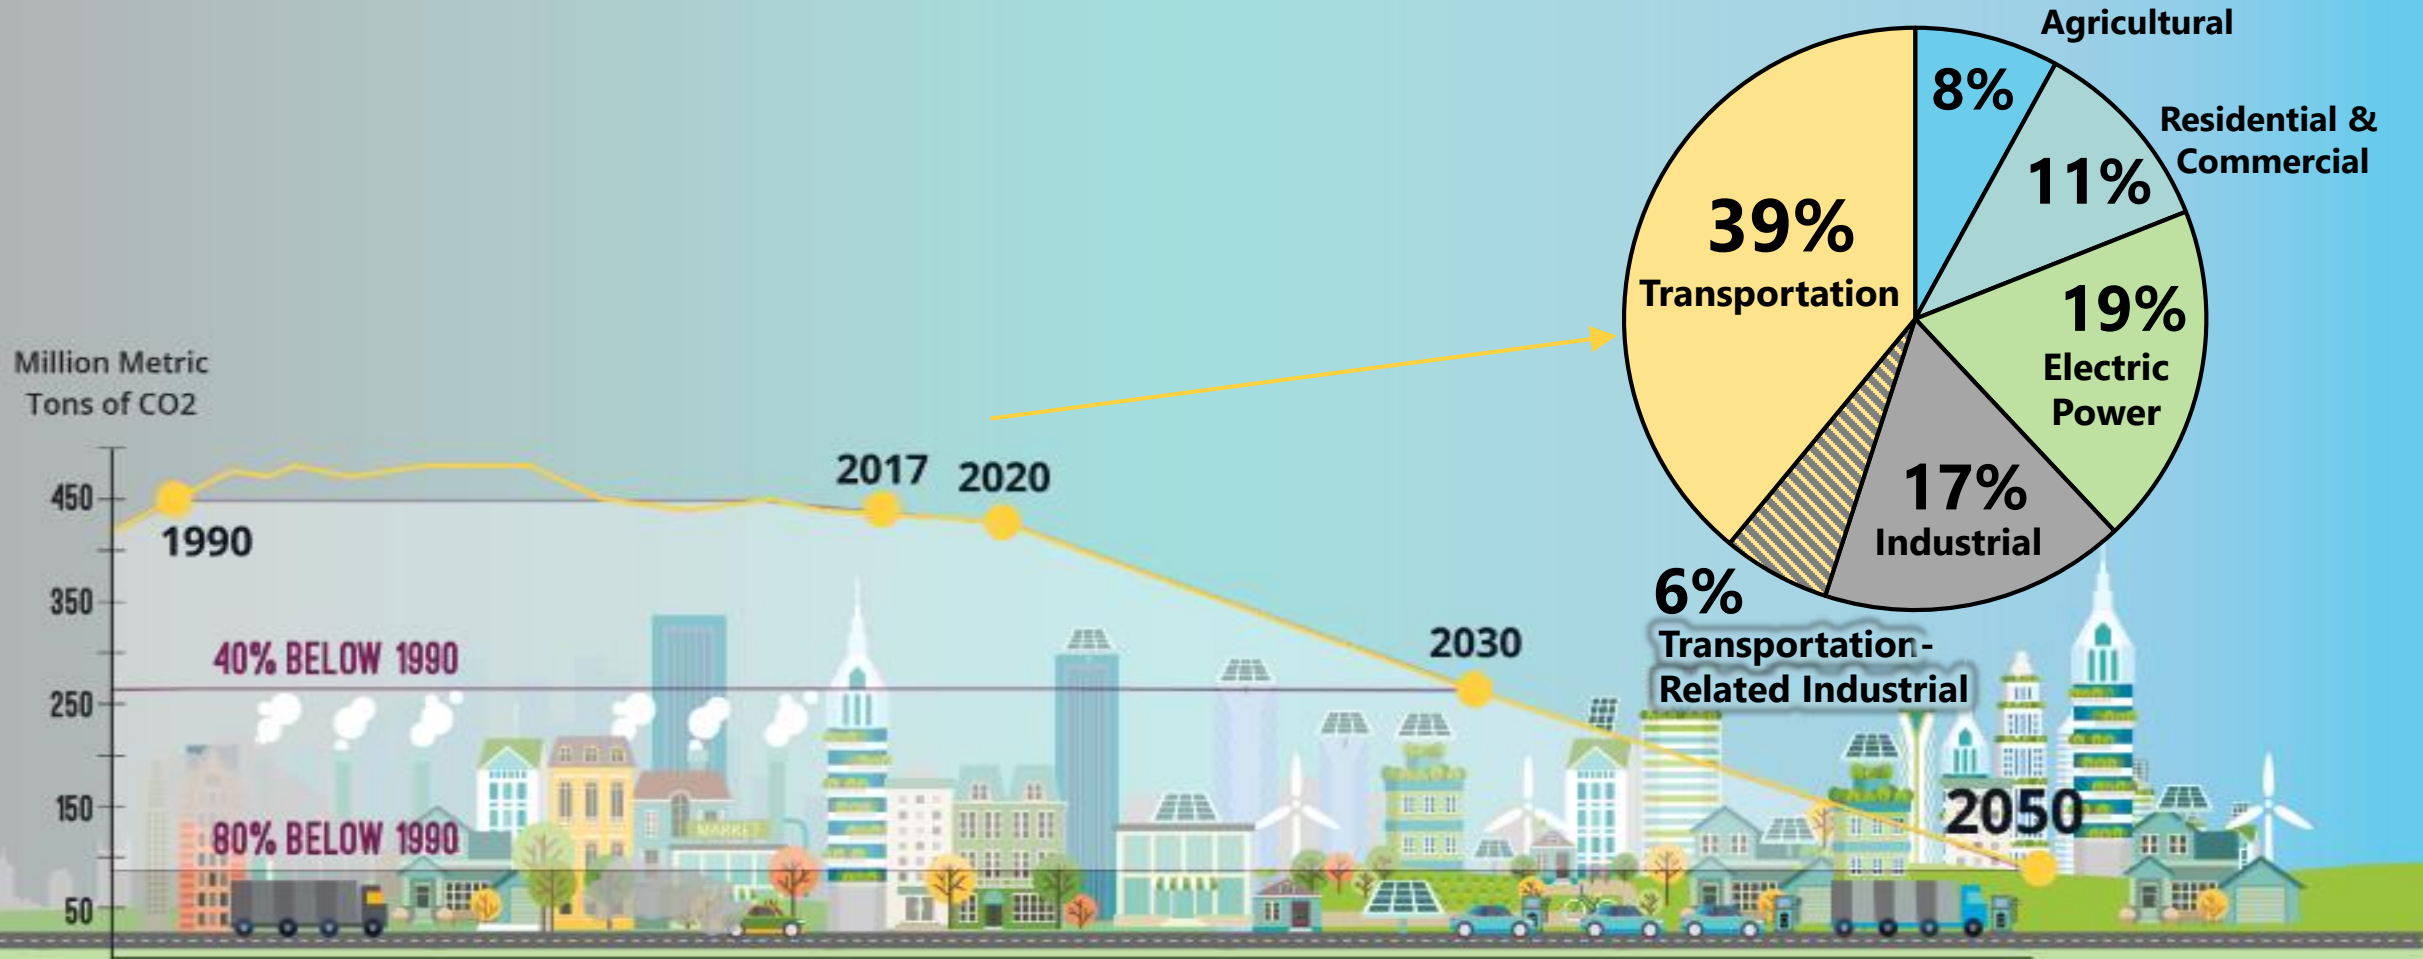 Agricultural
8%
Residential &
Commercial
11%
39%
Transportation
19%
Electric
Power
17%
Industrial
6%
Transportation-
Related Industrial
Million Metric
Tons of CO2
450
350
250
150
50
1990
2017
2020
2030
2050
40% BELOW 1990
80% BELOW 1990
MARKET